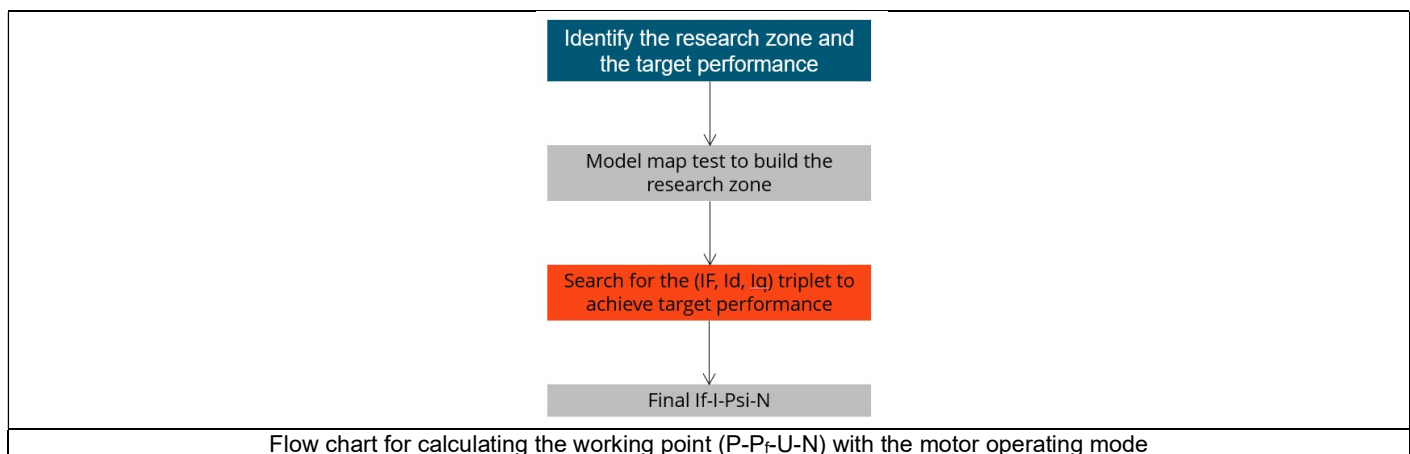 Identify the research zone and
the target performance
Model map test to build the
research zone
Search for the (IF, Id, Iq) triplet to
achieve target performance
Final If-I-Psi-N
Flow chart for calculating the working point (P-Pf-U-N) with the motor operating mode